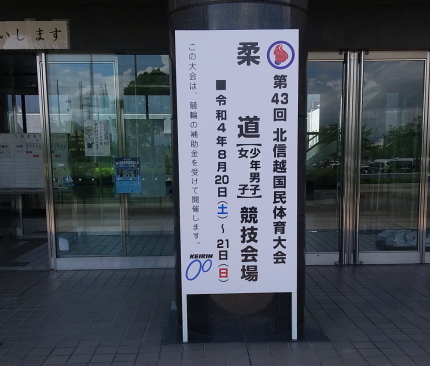 第43回 北信越国民体育大会
柔道 [少年男子 女子] 競技会場
■ 令和4年8月20日(土)～21日(日)
この大会は、競輪の補助金を受けて開催します。
KEIRIN
いします